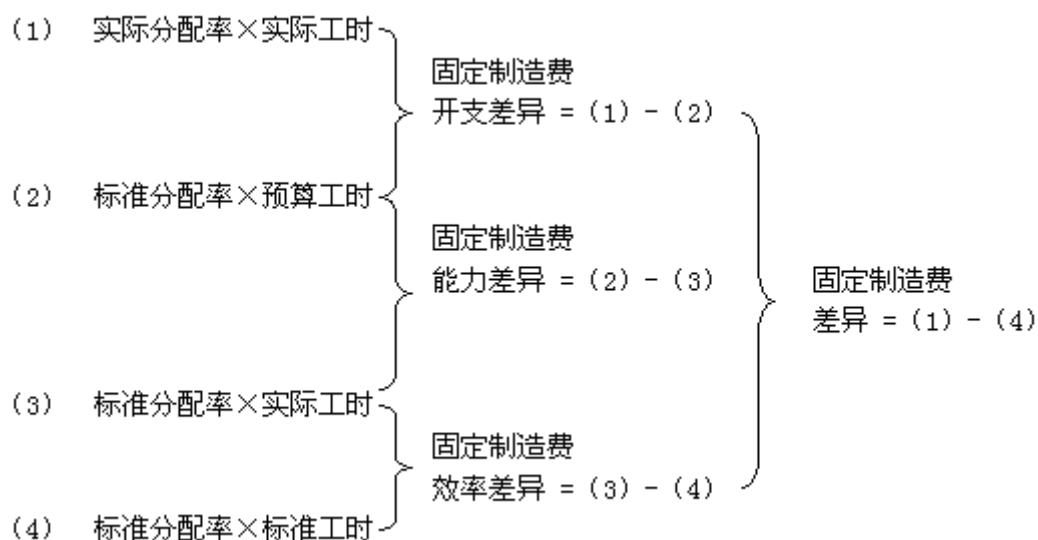 (1) 实际分配率×实际工时
固定制造费
开支差异 = (1) - (2)
(2) 标准分配率×预算工时
固定制造费
能力差异 = (2) - (3)
固定制造费
差异 = (1) - (4)
(3) 标准分配率×实际工时
固定制造费
效率差异 = (3) - (4)
(4) 标准分配率×标准工时